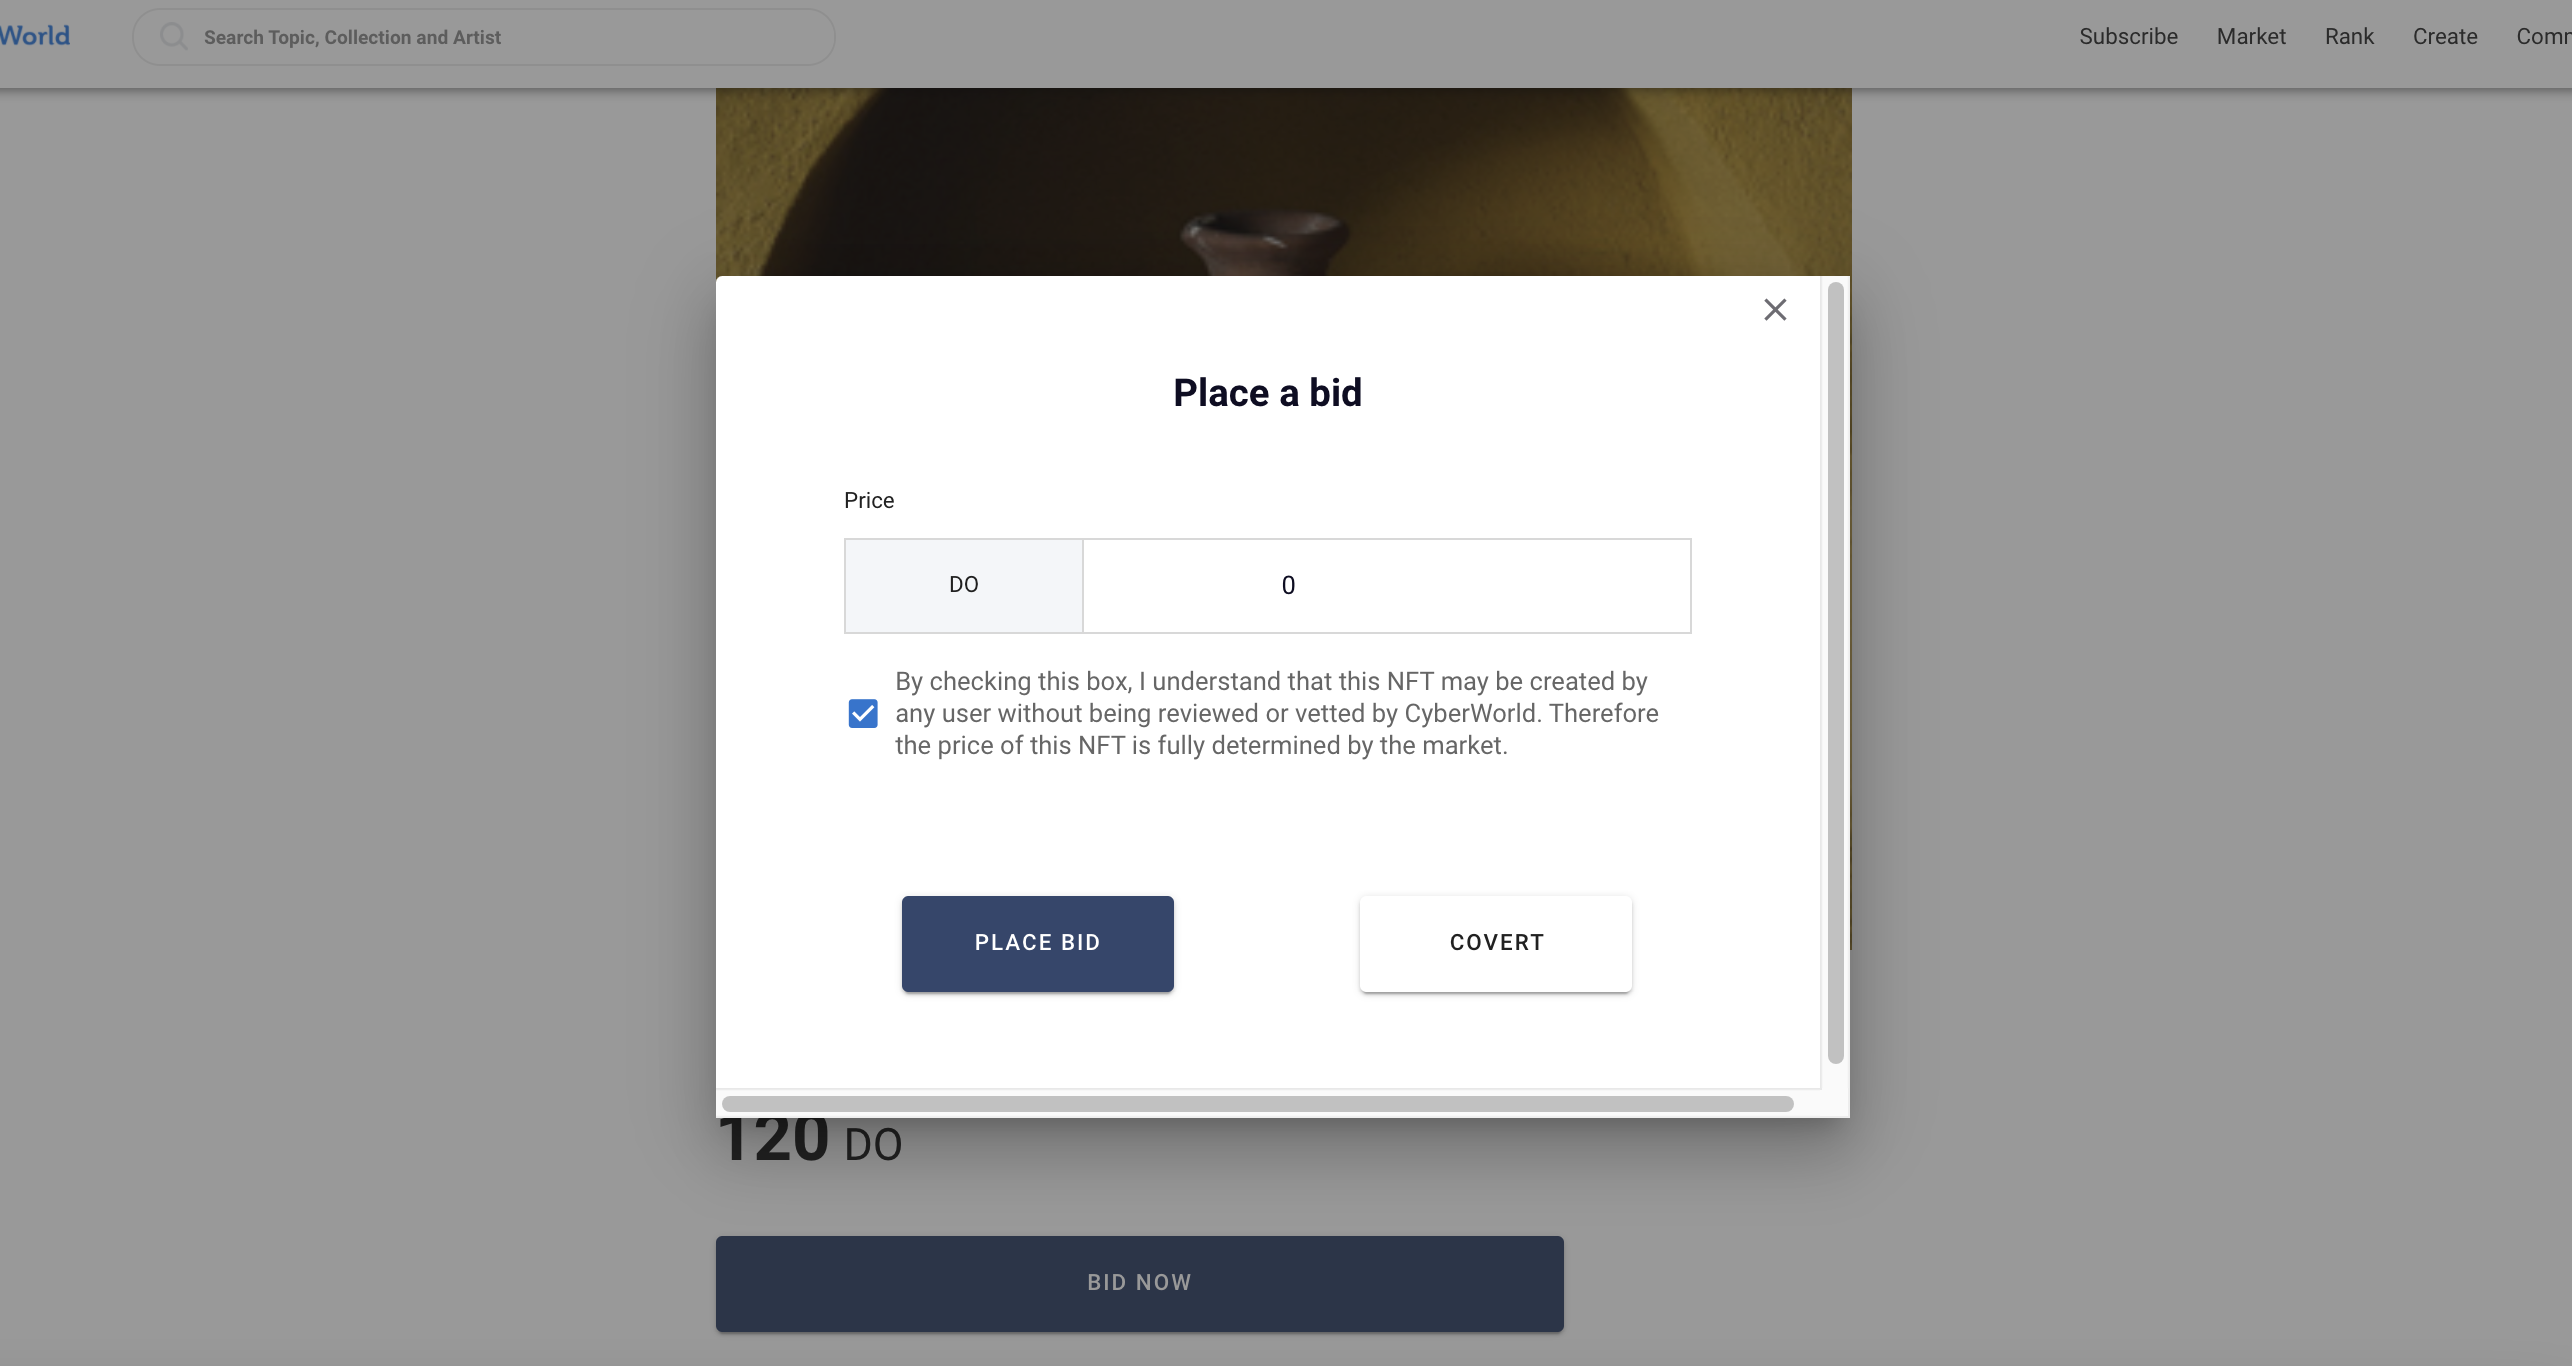 World
Search Topic, Collection and Artist
Subscribe
Market
Rank
Create
Place a bid
Price
DO
0
By checking this box, I understand that this NFT may be created by
any user without being reviewed or vetted by CyberWorld. Therefore
the price of this NFT is fully determined by the market.
PLACE BID
COVERT
120 DO
BID NOW